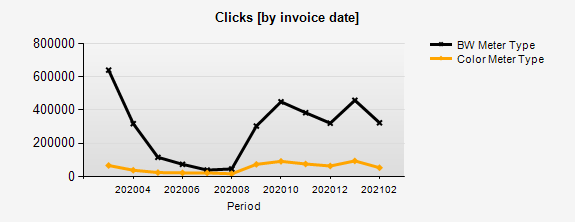 Clicks [by invoice date]
800000
600000
400000
200000
0
202004 202006 202008 202010 202012 202102
Period
BW Meter Type
Color Meter Type